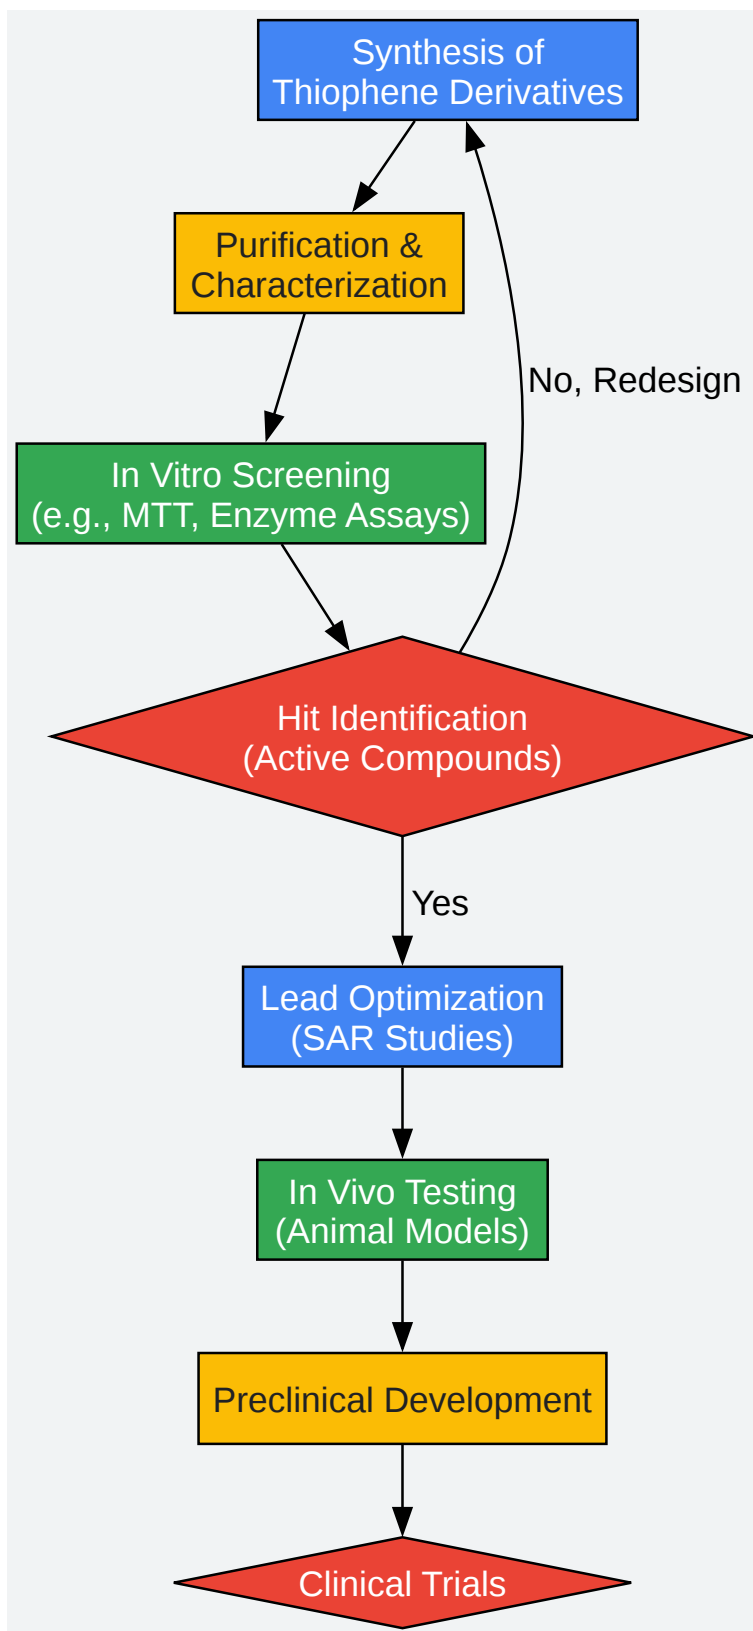 Synthesis of
Thiophene Derivatives
Purification &
Characterization
No, Redesign
In Vitro Screening
(e.g., MTT, Enzyme Assays)
Hit Identification
(Active Compounds)
Yes
Lead Optimization
(SAR Studies)
In Vivo Testing
(Animal Models)
Preclinical Development
Clinical Trials